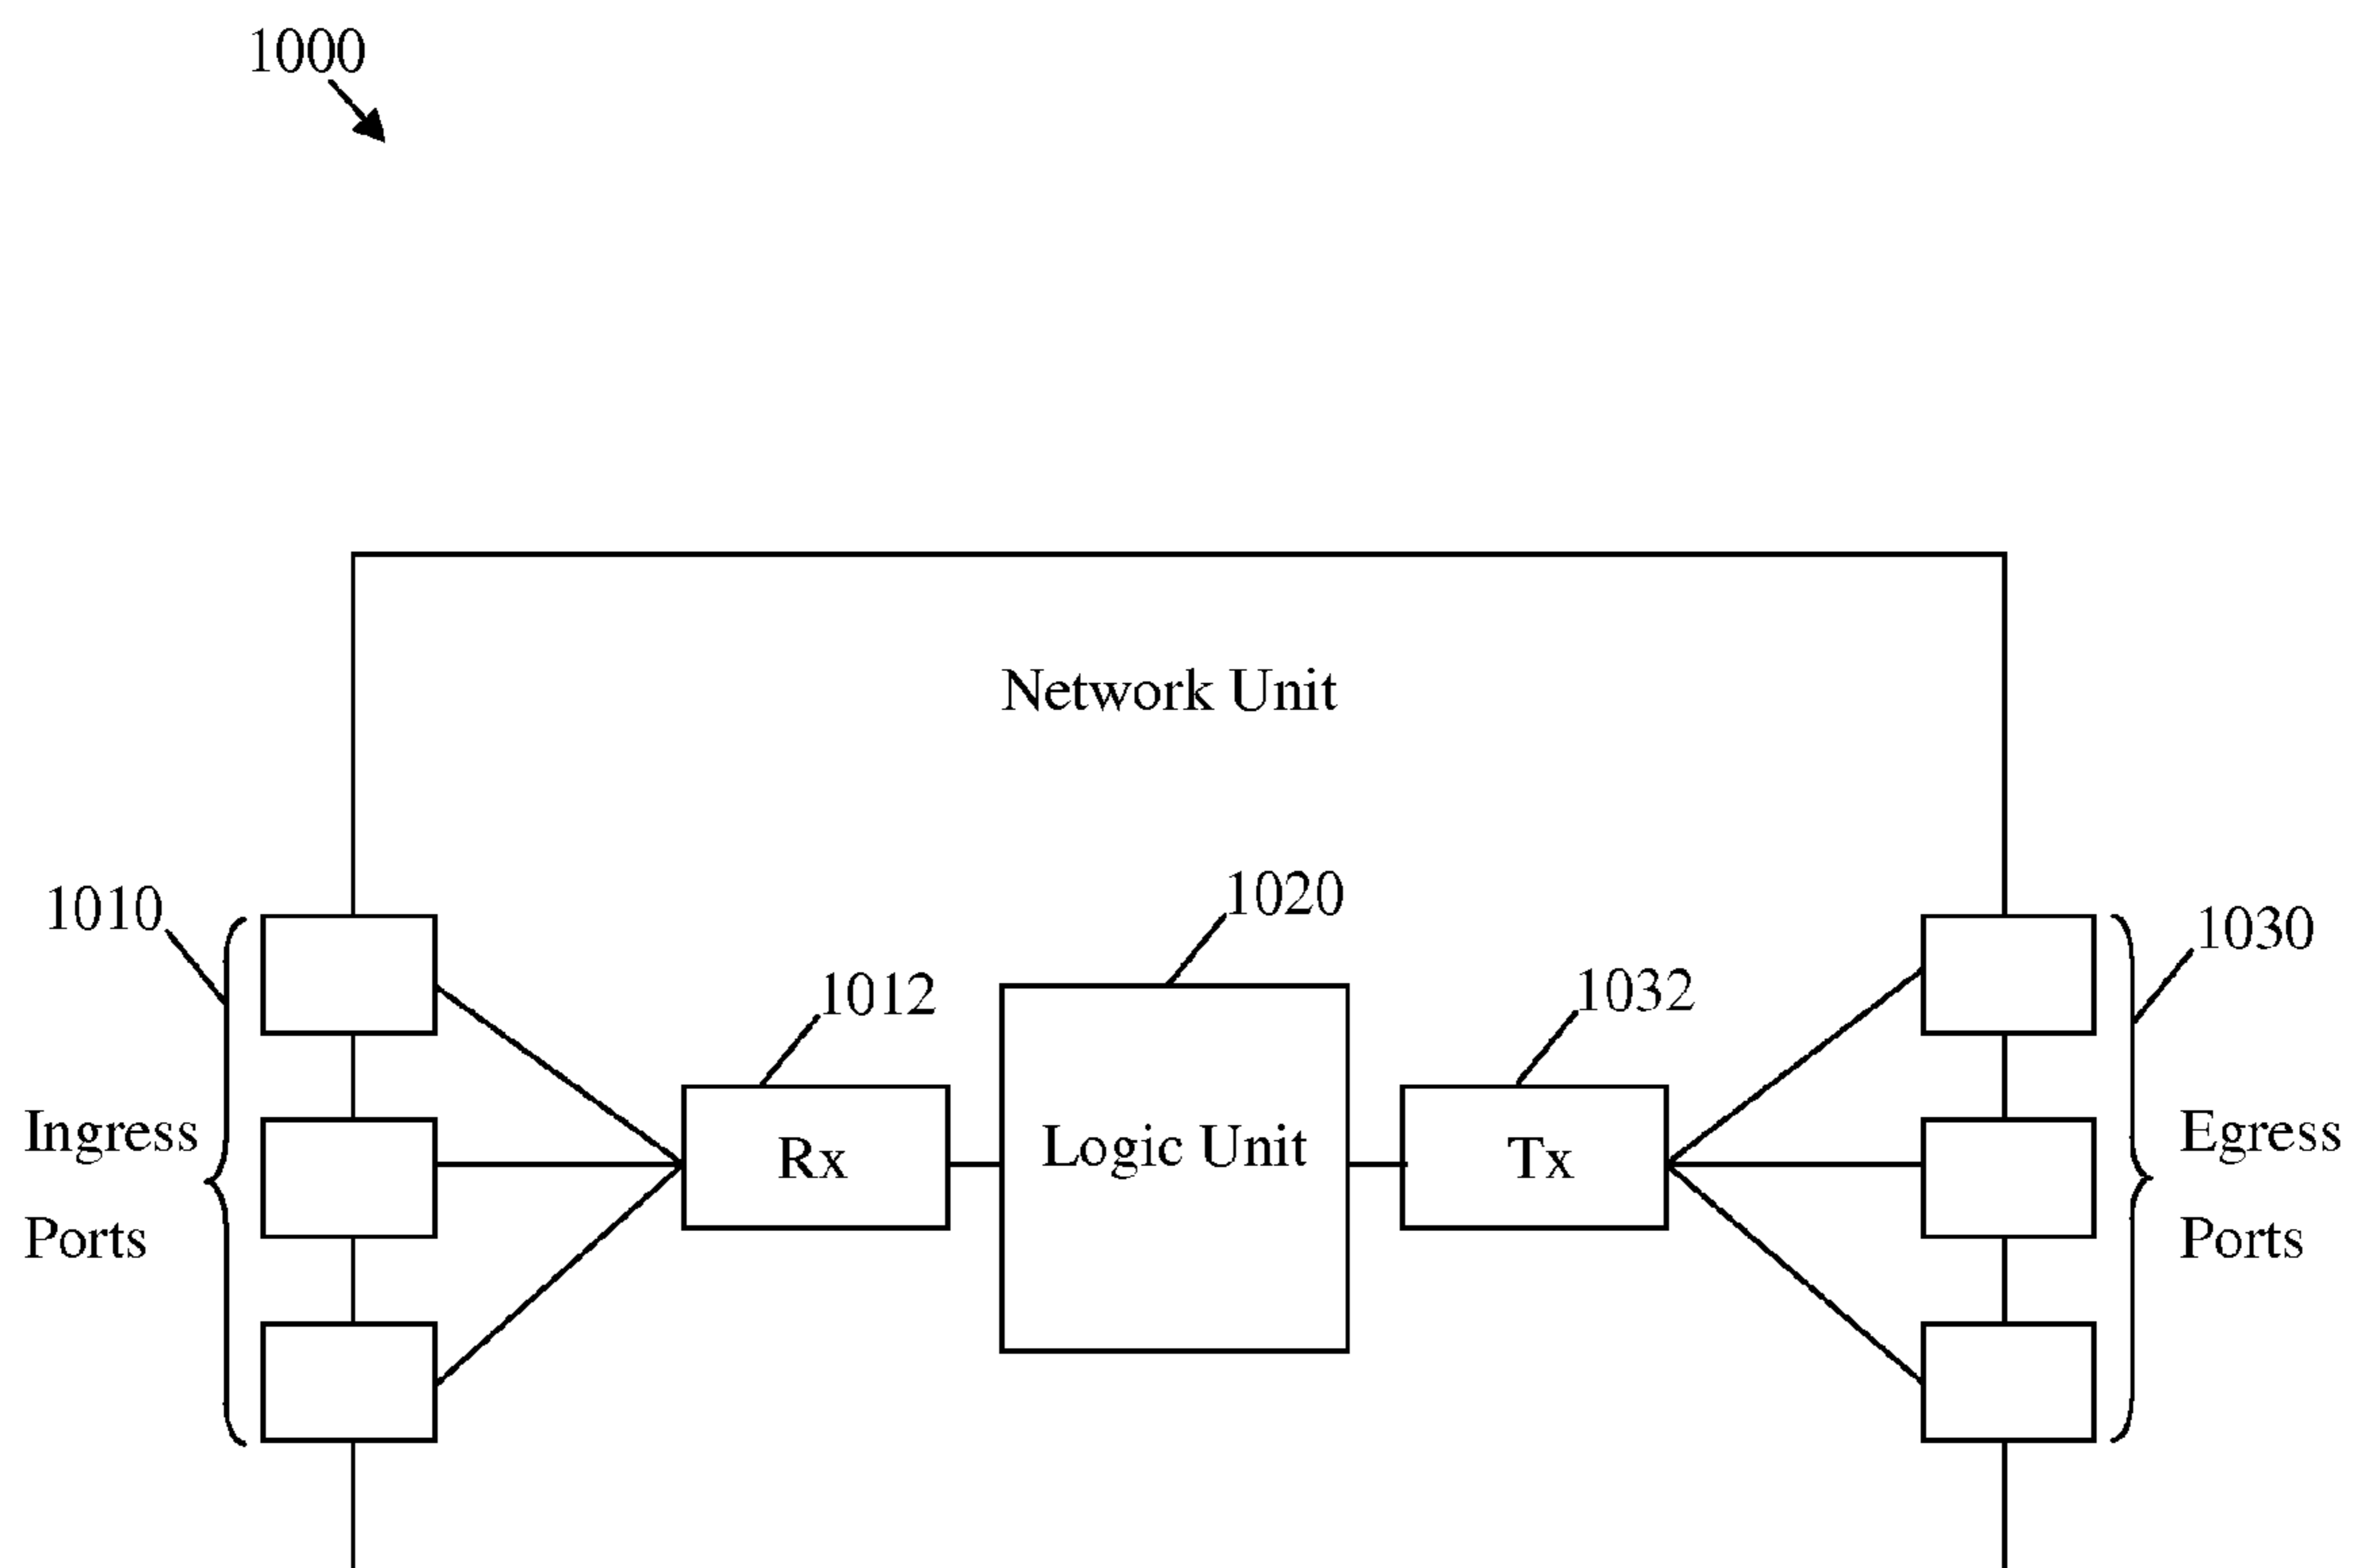 1000
Network Unit
1010
1020
1030
1012
1032
Ingress
Ports
Rx
Logic Unit
Tx
Egress
Ports